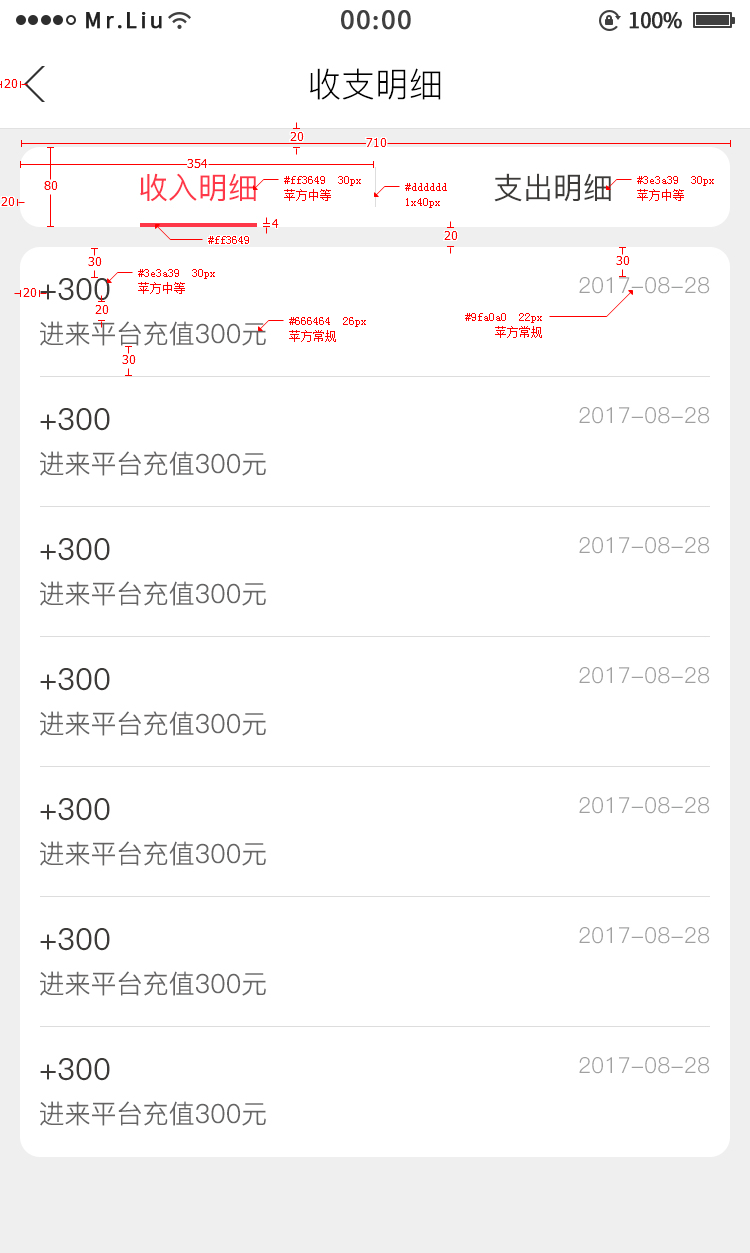 Mr.Liu 00:00 100%
20 收支明细
20
710
354
80 收入明细 #ff3649 30px #dddddd 支出明细 #3e3a39 30px
苹方中等 1x40px 苹方中等
20
4
#ff3649 20
30 30
+300 #3e3a39 30px 2017-08-28
20 苹方中等
20 #9fa0a0 22px
进来平台充值300元 #666464 26px 苹方常规
苹方常规
30
+300 2017-08-28
进来平台充值300元
+300 2017-08-28
进来平台充值300元
+300 2017-08-28
进来平台充值300元
+300 2017-08-28
进来平台充值300元
+300 2017-08-28
进来平台充值300元
+300 2017-08-28
进来平台充值300元